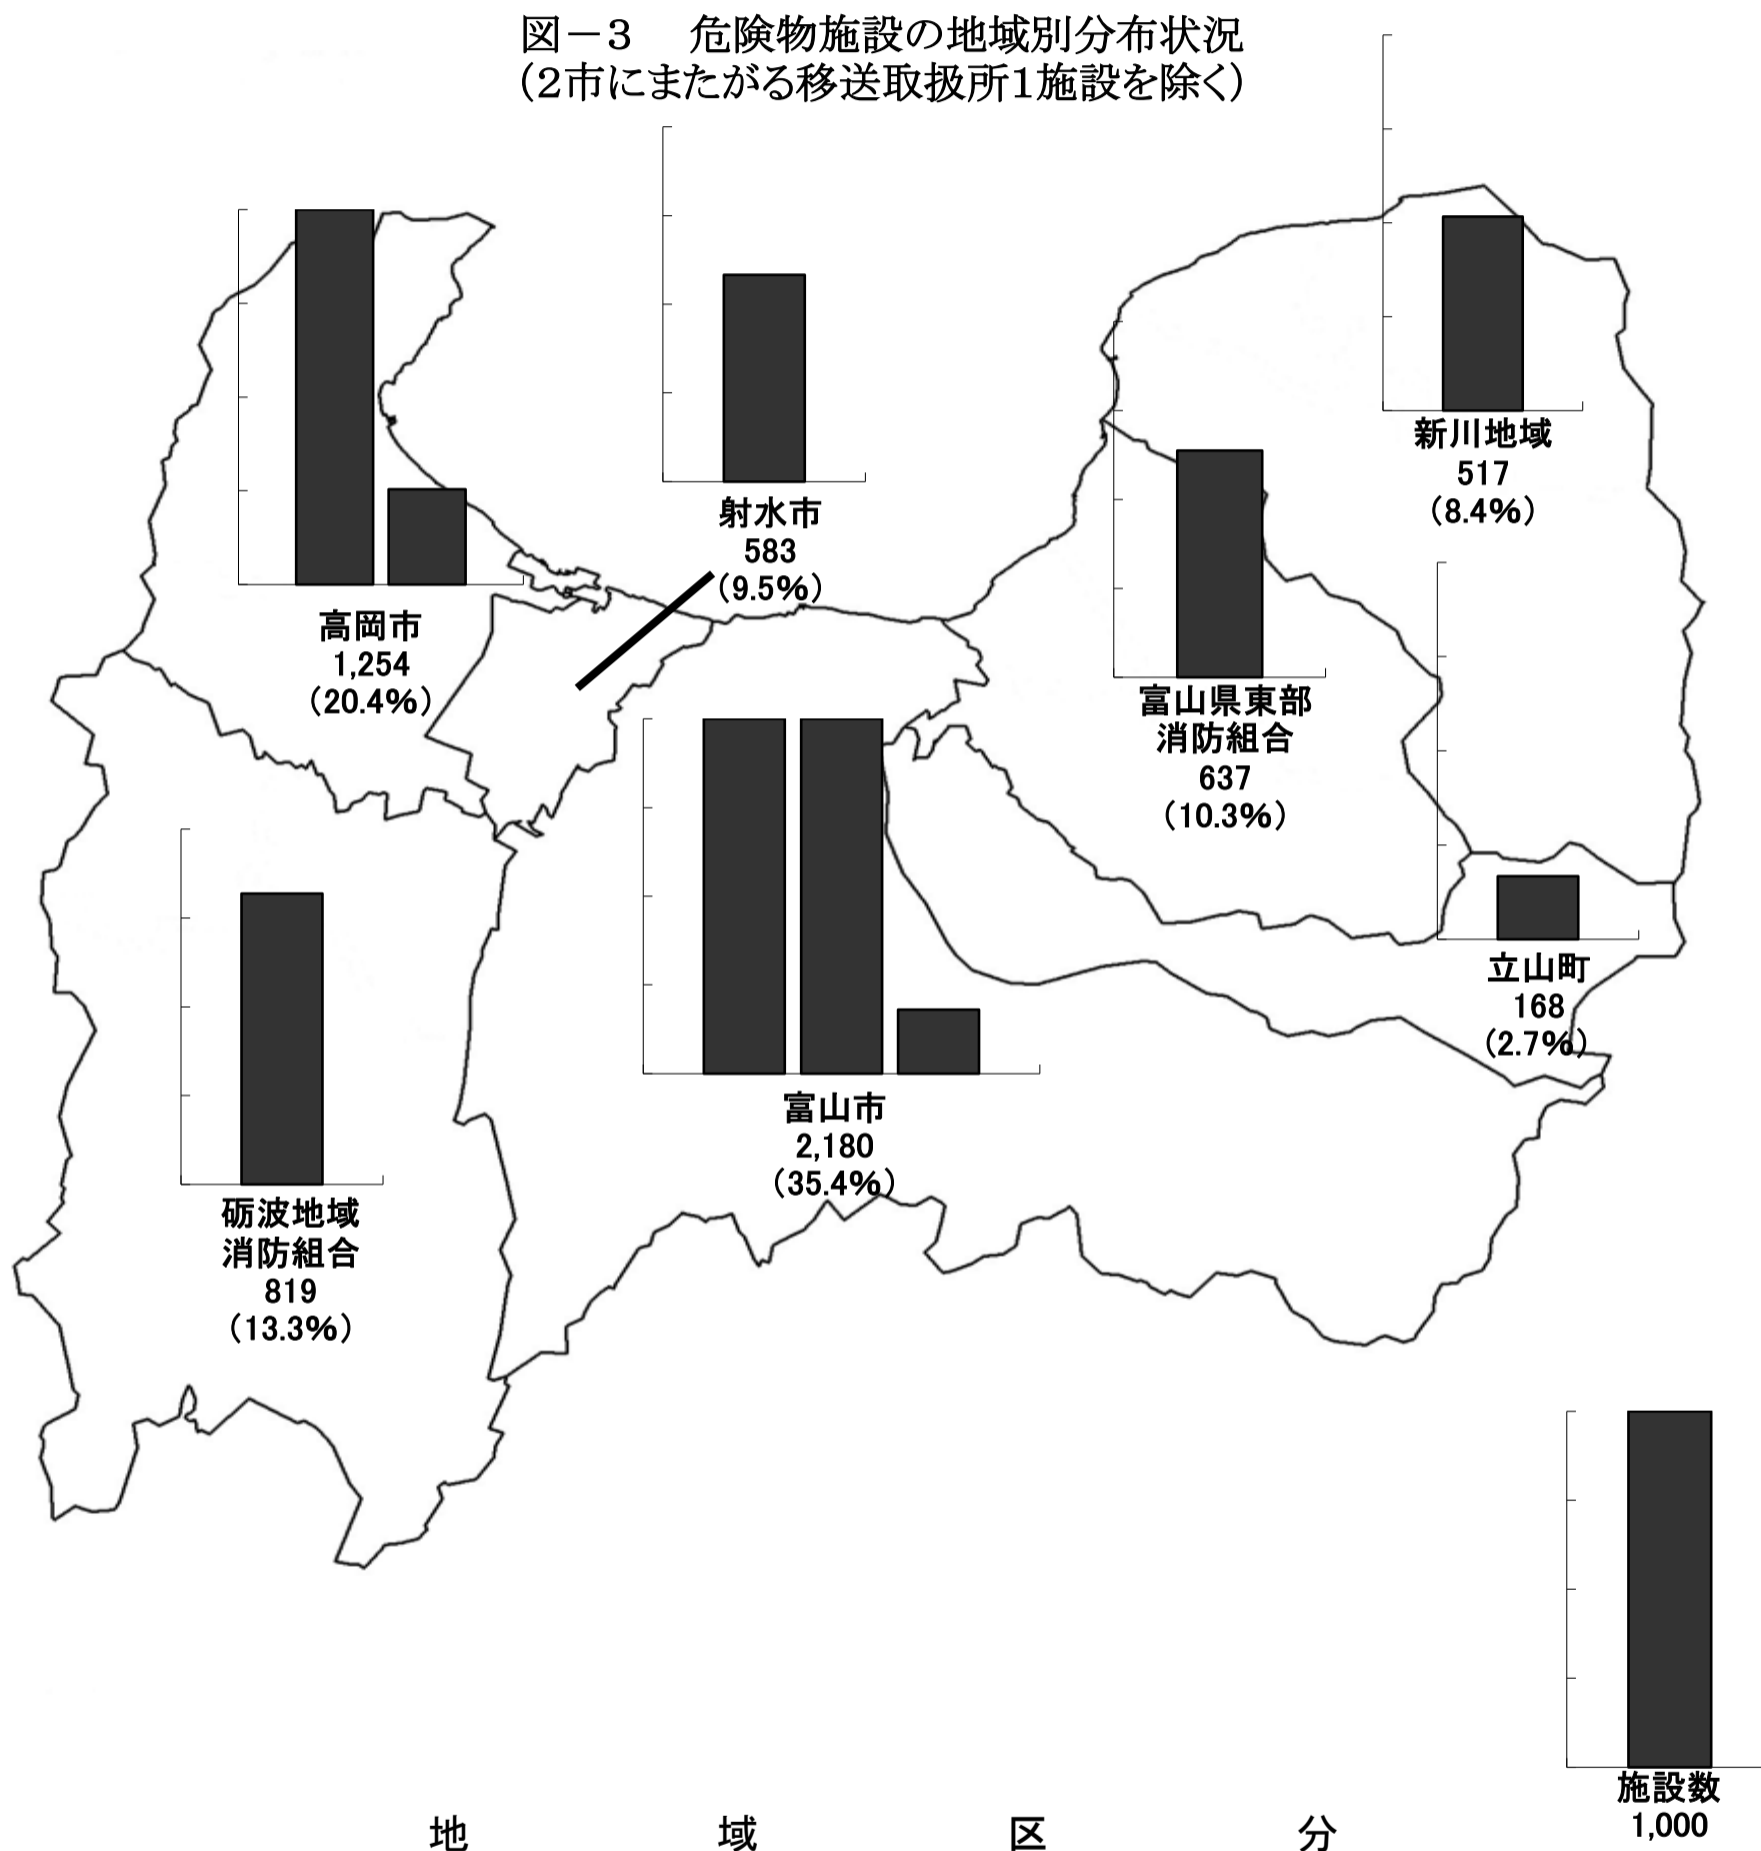 図－3　危険物施設の地域別分布状況
（2市にまたがる移送取扱所1施設を除く）
新川地域
517
（8.4%）
射水市
583
（9.5%）
高岡市
1,254
（20.4%）
富山県東部
消防組合
637
（10.3%）
立山町
168
（2.7%）
富山市
2,180
（35.4%）
砺波地域
消防組合
819
（13.3%）
施設数
1,000
地　域　区　分